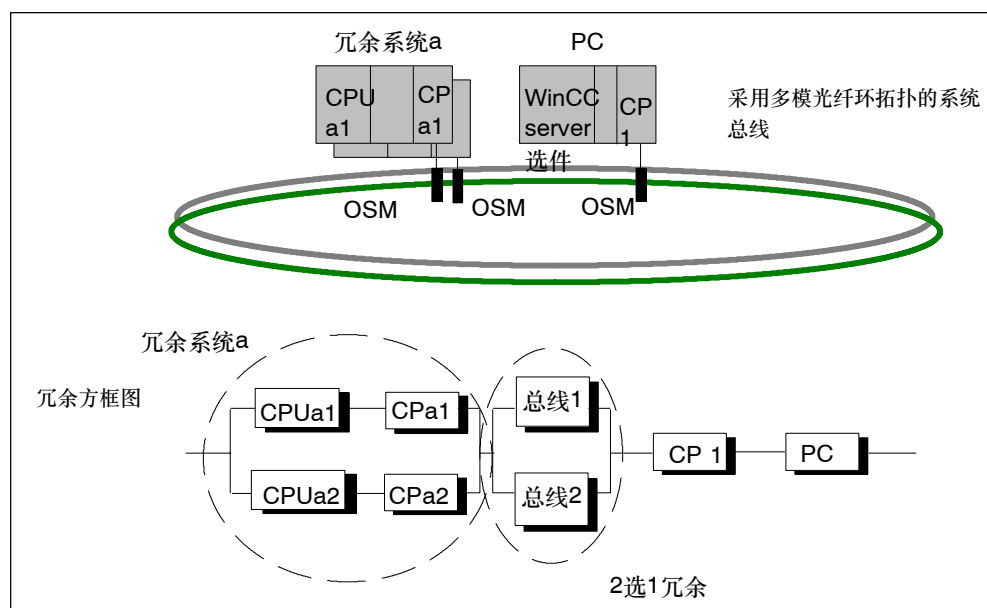 冗余系统a
PC
CPU
a1
CP
a1
WinCC
server
选件
CP
1
采用多模光纤环拓扑的系统
总线
OSM
OSM
OSM
冗余系统a
冗余方框图
CPUa1
CPa1
总线1
CP 1
PC
CPUa2
CPa2
总线2
2选1冗余